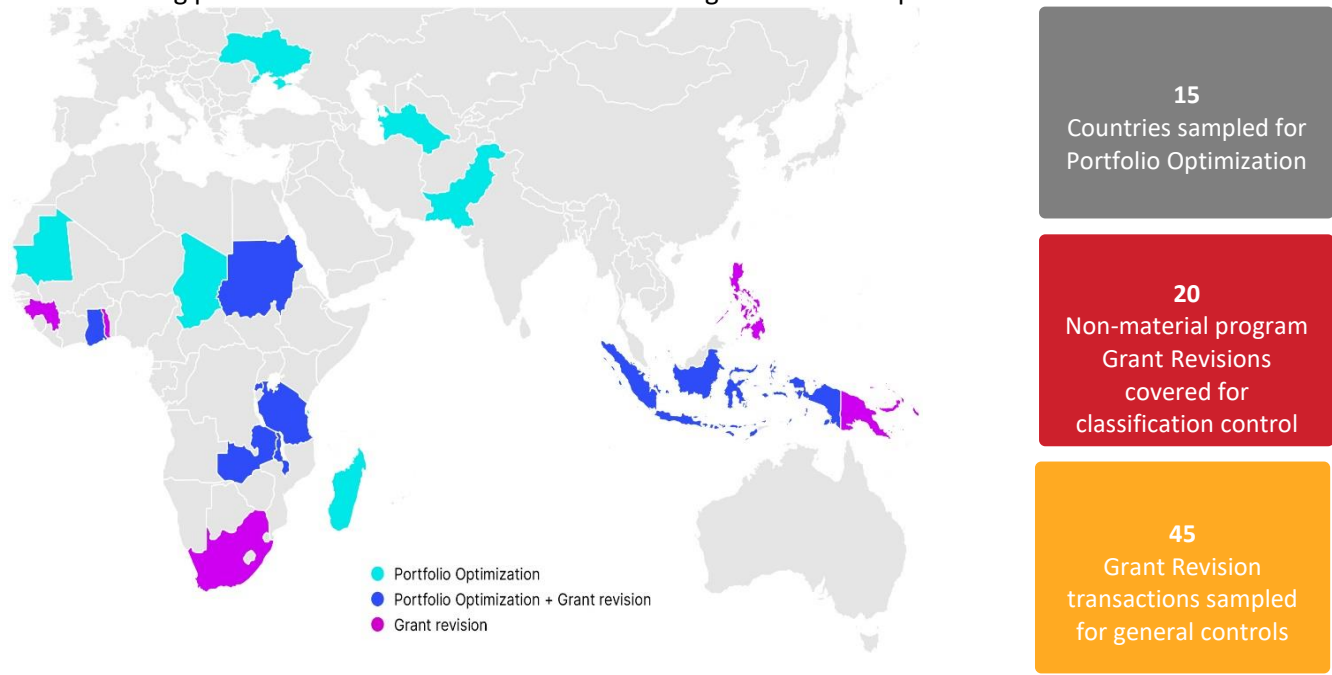 15
Countries sampled for
Portfolio Optimization
20
Non-material program
Grant Revisions
covered for
classification control
45
Grant Revision
transactions sampled
for general controls
Portfolio Optimization
Portfolio Optimization + Grant revision
Grant revision